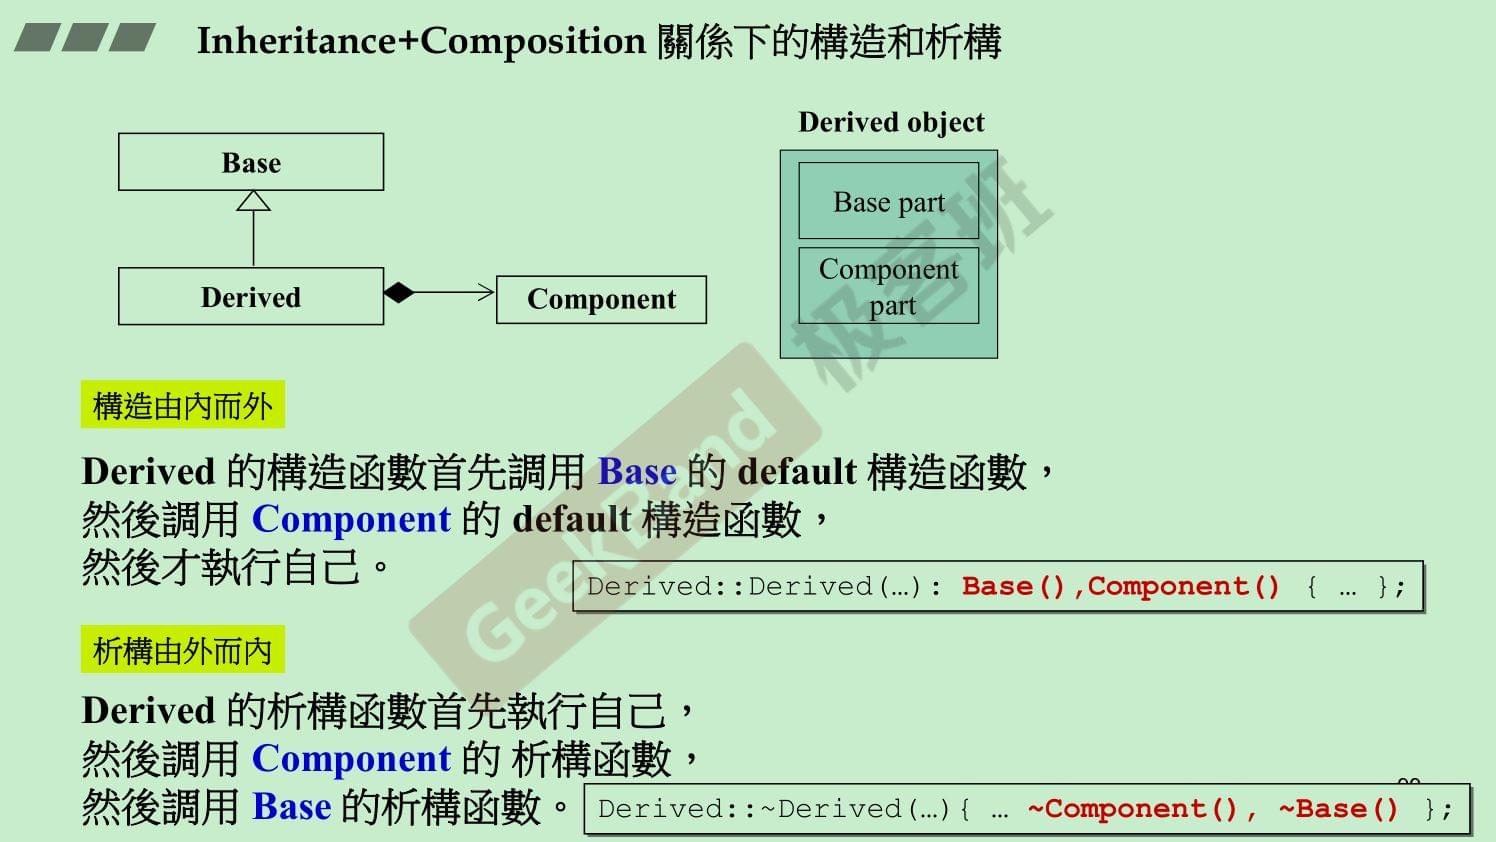 Inheritance+Composition 關係下的構造和析構
Derived object
Base
Base part
Component
part
Derived
Component
構造由內而外
Derived 的構造函數首先調用 Base 的 default 構造函數，
然後調用 Component 的 default 構造函數，
然後才執行自己。
Derived::Derived(…): Base(),Component() { … };
析構由外而內
Derived 的析構函數首先執行自己，
然後調用 Component 的 析構函數，
然後調用 Base 的析構函數。
Derived::~Derived(…){ … ~Component(), ~Base() };
GeekBand 极客班